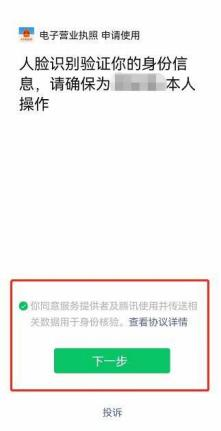 电子营业执照 申请使用
人脸识别验证你的身份信
息，请确保为 本人
操作
你同意服务提供者及腾讯使用并传送相
关数据用于身份核验。查看协议详情
下一步
投诉